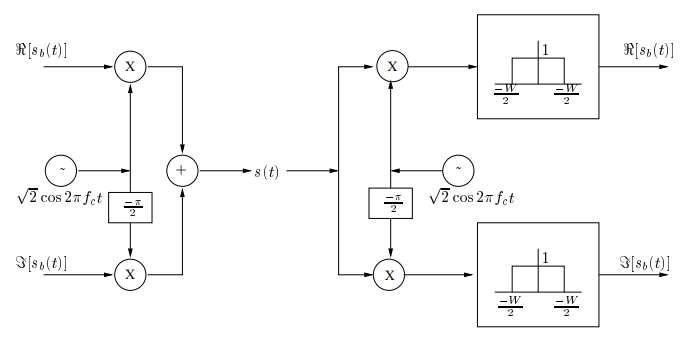 ℜ[s_b(t)]
X
~
√2 cos 2πf_c t
-π/2
+
ℑ[s_b(t)]
X
s(t)
X
-π/2
~
√2 cos 2πf_c t
X
1
-W/2 -W/2
ℜ[s_b(t)]
1
-W/2 -W/2
ℑ[s_b(t)]